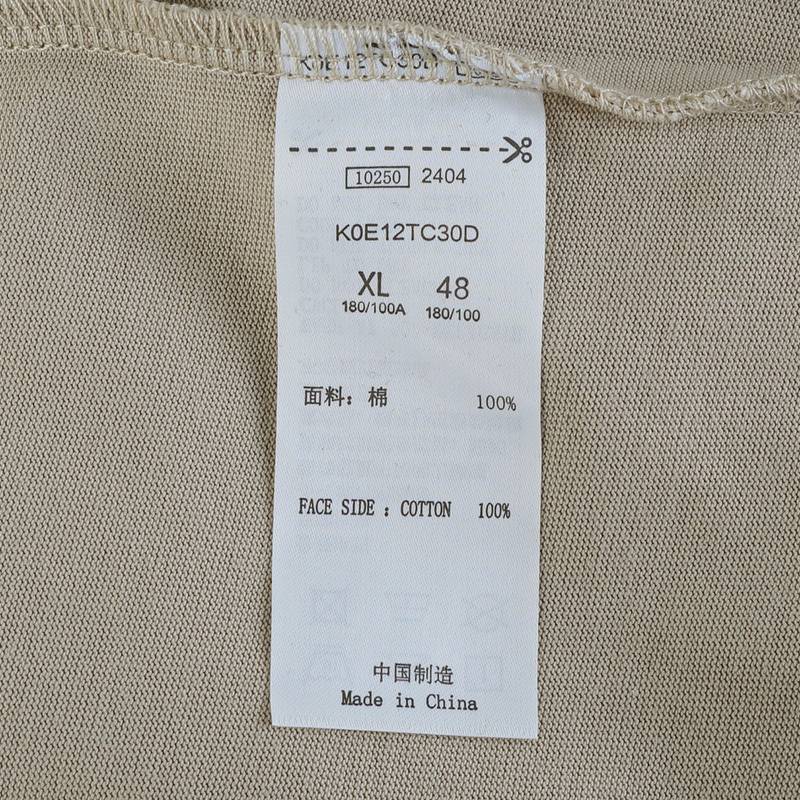 10250 2404
K0E12TC30D
XL 48
180/100A 180/100
面料：棉 100%
FACE SIDE : COTTON 100%
中国制造
Made in China